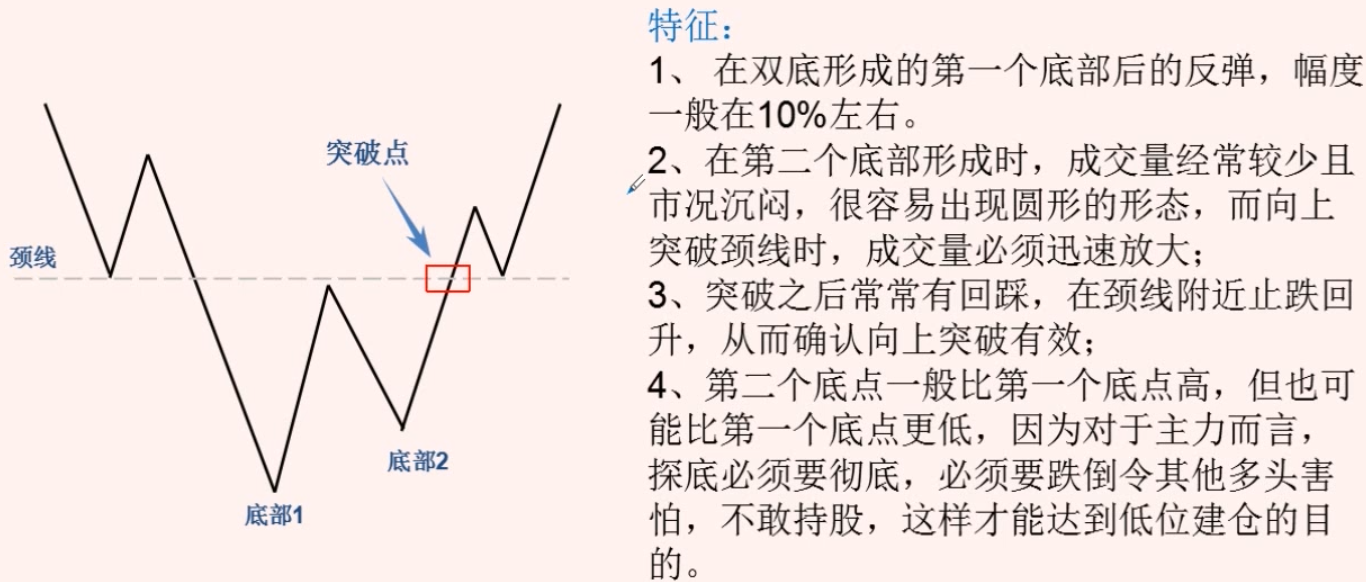 特征：
1、 在双底形成的第一个底部后的反弹，幅度
一般在10%左右。
2、在第二个底部形成时，成交量经常较少且
市况沉闷，很容易出现圆形的形态，而向上
突破颈线时，成交量必须迅速放大；
3、突破之后常常有回踩，在颈线附近止跌回
升，从而确认向上突破有效；
4、第二个底点一般比第一个底点高，但也可
能比第一个底点更低，因为对于主力而言，
探底必须要彻底，必须要跌倒令其他多头害
怕，不敢持股，这样才能达到低位建仓的目
的。
突破点
颈线
底部2
底部1